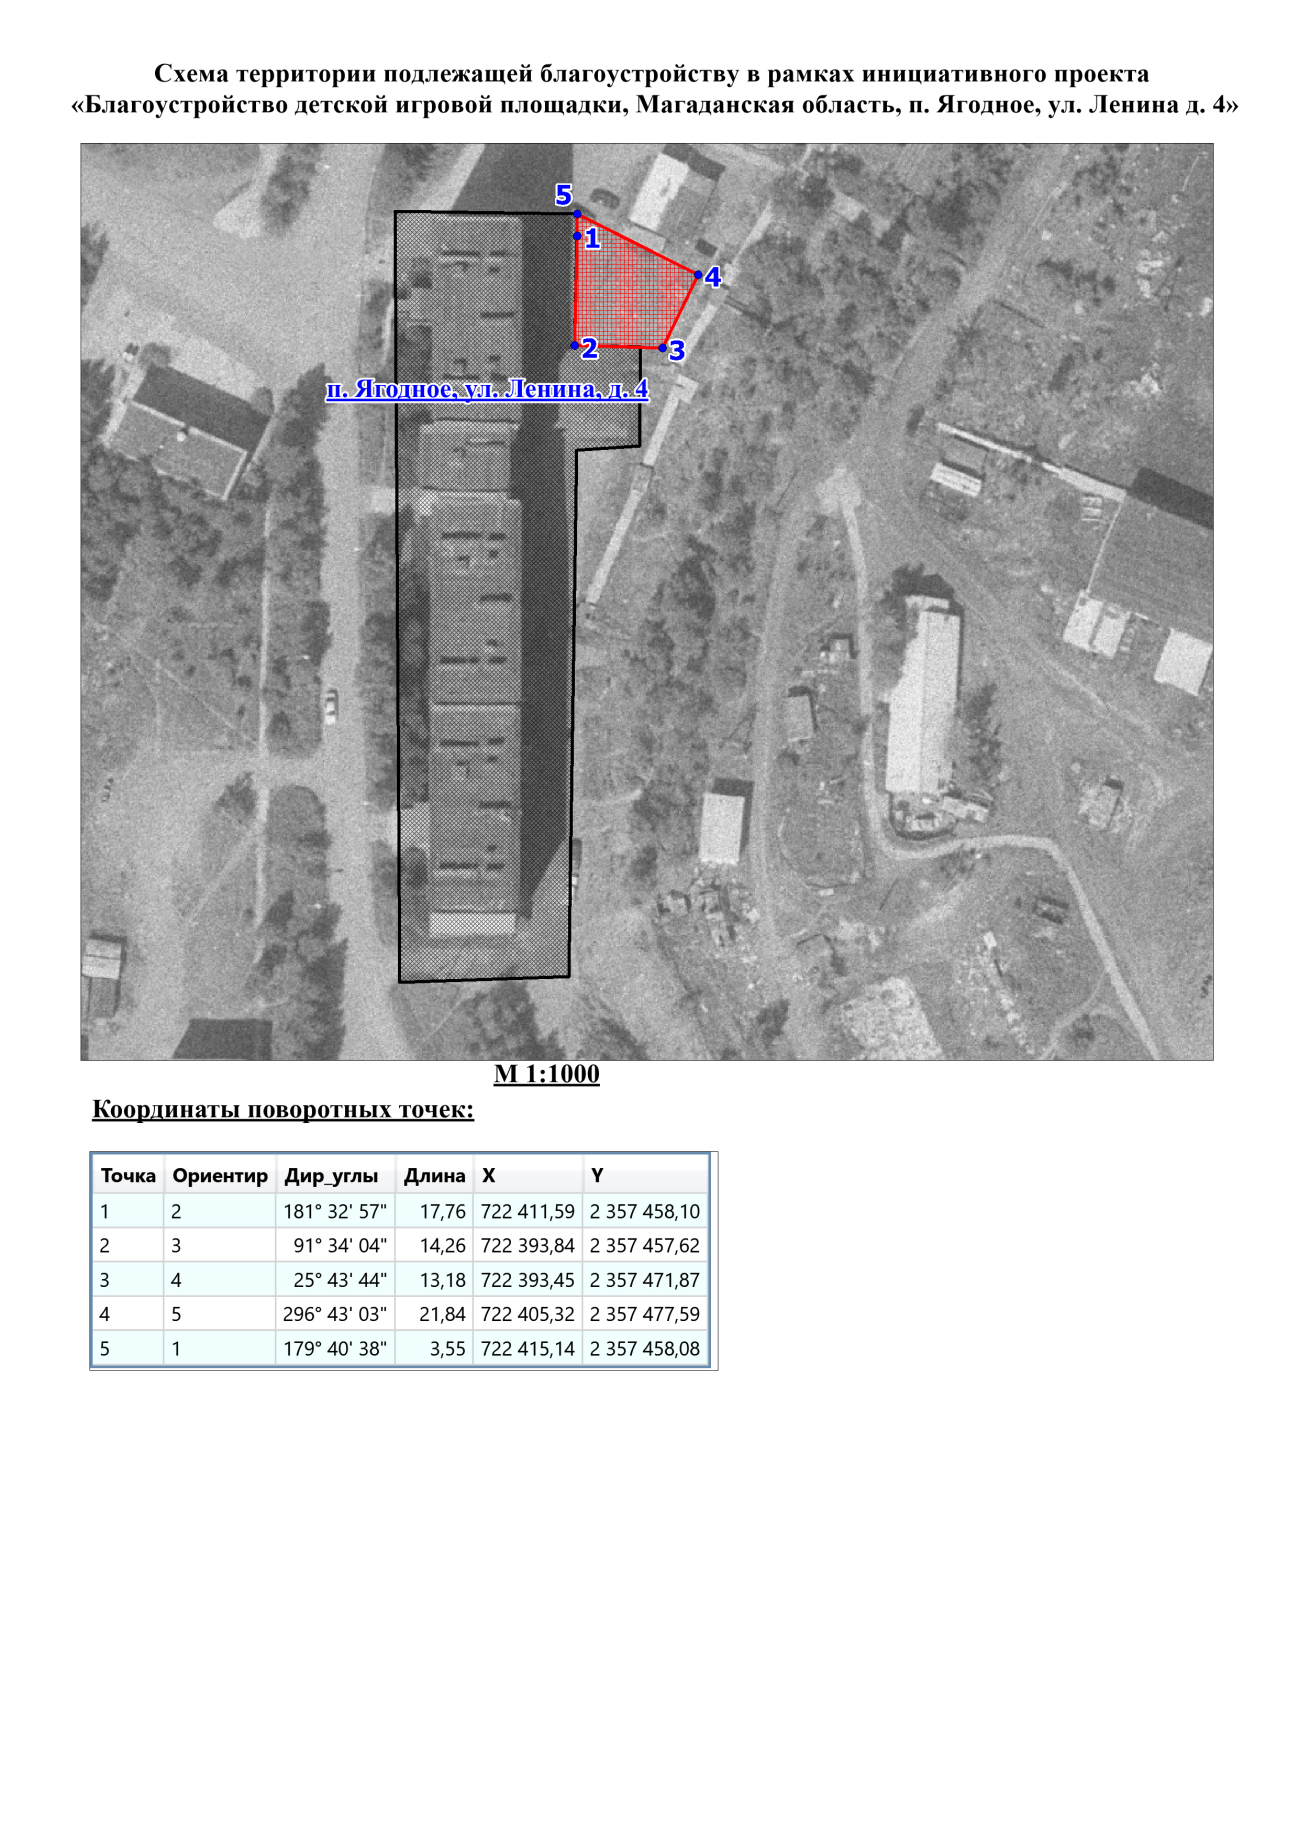 Схема территории подлежащей благоустройству в рамках инициативного проекта
«Благоустройство детской игровой площадки, Магаданская область, п. Ягодное, ул. Ленина д. 4»
5
1
4
2
3
п. Ягодное, ул. Ленина, д. 4
М 1:1000
Координаты поворотных точек:
Точка Ориентир Дир_углы Длина X Y
1 2 181° 32' 57" 17,76 722 411,59 2 357 458,10
2 3 91° 34' 04" 14,26 722 393,84 2 357 457,62
3 4 25° 43' 44" 13,18 722 393,45 2 357 471,87
4 5 296° 43' 03" 21,84 722 405,32 2 357 477,59
5 1 179° 40' 38" 3,55 722 415,14 2 357 458,08